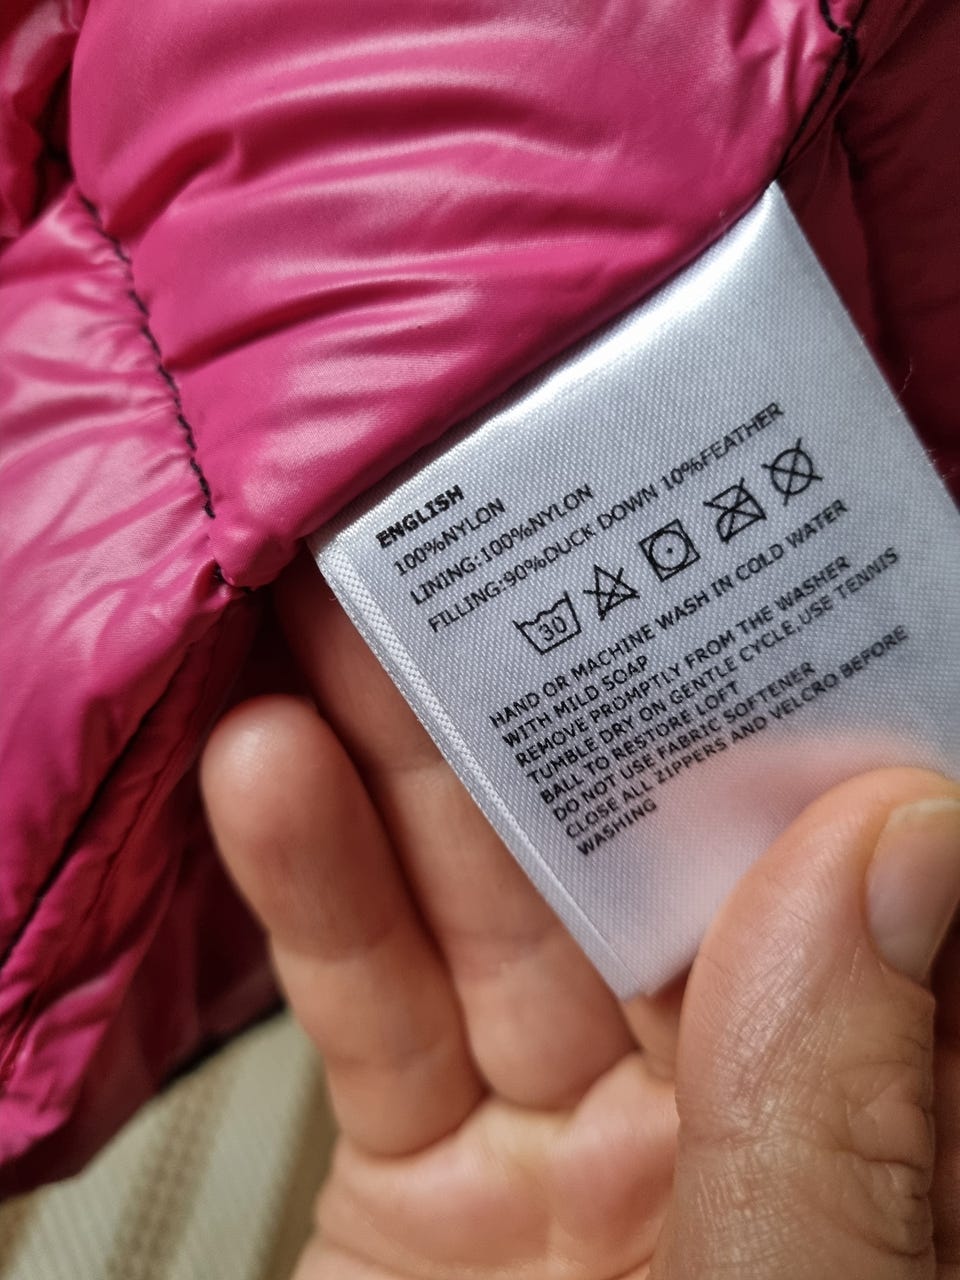 ENGLISH
100%NYLON
LINING:100%NYLON
FILLING:90%DUCK DOWN 10%FEATHER
30
HAND OR MACHINE WASH IN COLD WATER
WITH MILD SOAP
REMOVE PROMPTLY FROM THE WASHER
TUMBLE DRY ON GENTLE CYCLE,USE TENNIS
BALL TO RESTORE LOFT
DO NOT USE FABRIC SOFTENER
CLOSE ALL ZIPPERS AND VELCRO BEFORE
WASHING